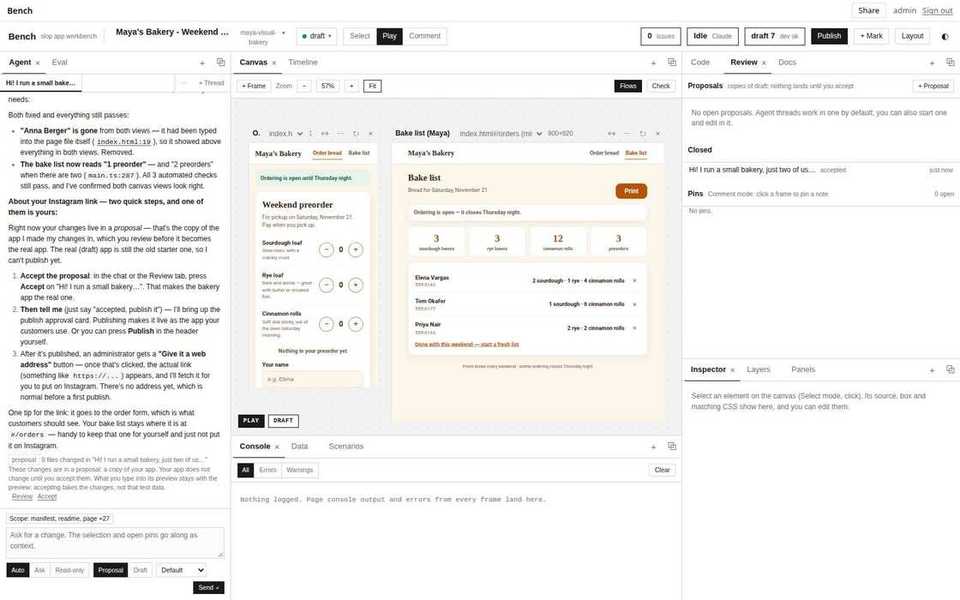 Bench
Share
admin
Sign out
Bench
slop app workbench
Maya's Bakery - Weekend ...
maya-visual-bakery
draft
Select
Play
Comment
0 issues
Idle Claude
draft 7 dev ok
Publish
+ Mark
Layout
Agent ×
Eval
Hi! I run a small bake...
+ Thread
needs:
Both fixed and everything still passes:
• "Anna Berger" is gone from both views — it had been typed
into the page file itself ( index.html:19 ), so it showed above
everything in both views. Removed.
• The bake list now reads "1 preorder" — and "2 preorders"
when there are two ( main.ts:287 ). All 3 automated checks
still pass, and I've confirmed both canvas views look right.
About your Instagram link – two quick things, and one of
them is yours:
Right now your changes live in a proposal – that's the copy of the
app I made my changes in, which you review before it becomes
the real app. The real (draft) app is still the old starter one, so I
can't publish yet.
1. Accept the proposal: in the chat or the Review tab, press
Accept on "Hi! I run a small bakery…". That makes the bakery
app the real one.
2. Then tell me (just say "accepted, publish it") — I'll bring up the
publish approval card. Publishing makes it live as the app your
customers use. Or you can press Publish in the header
yourself.
3. After it's published, an administrator gets a "Give it a web
address" button — once that's clicked, the actual link
(something like https://... ) appears, and I'll fetch it for
you to put on Instagram. There's no address yet, which is
normal before a first publish.
One tip for the link: it goes to the order form, which is what
customers should see. Your bake list stays where it is at
#/orders — handy to keep that one for yourself and just not put
it on Instagram.
proposal · 9 files changed in "Hi! I run a small bakery, just two of us…"
These changes are in a proposal: a copy of your app. Your app does not
change until you accept them. What you type into its preview stays with the
preview; accepting bakes the changes, not that test data.
Review Accept
Scope: manifest, readme, page +27
Ask for a change. The selection and open pins go along as
context.
Auto
Ask
Read-only
Proposal
Draft
Default
Send
Canvas ×
Timeline
+ Frame
Zoom
−
57%
+
Fit
Flows
Check
O.
index.h
1
Maya's Bakery
Order bread
Bake list
Ordering is open until Thursday night.
Weekend preorder
For pickup on Saturday, November 21.
Pay when you pick up.
Sourdough loaf
− 0 +
Rye loaf
− 0 +
Cinnamon rolls
− 0 +
Nothing in your preorder yet
Your name
e.g. Elena
Bake list (Maya)
900×620
Maya's Bakery
Order bread
Bake list
Bake list
Bread for Saturday, November 21
Print
Ordering is open — it closes Thursday night.
3
sourdough loaves
3
rye loaves
12
cinnamon rolls
3
preorders
Elena Vargas
2 sourdough · 1 rye · 4 cinnamon rolls ×
Tom Okafor
1 sourdough · 6 cinnamon rolls ×
Priya Nair
2 rye · 2 cinnamon rolls ×
Done with this weekend — start a fresh list
PLAY
DRAFT
Console ×
Data
Scenarios
All
Errors
Warnings
Clear
Nothing logged. Page console output and errors from every frame land here.
Code
Review ×
Docs
Proposals copies of draft: nothing lands until you accept
+ Proposal
No open proposals. Agent threads work in one by default; you can also start one
and edit in it.
Closed
Hi! I run a small bakery, just two of us… accepted
just now
Pins Comment mode: click a frame to pin a note
0 open
No pins.
Inspector ×
Layers
Panels
Select an element on the canvas (Select mode, click). Its source, box and
matching CSS show here, and you can edit them.